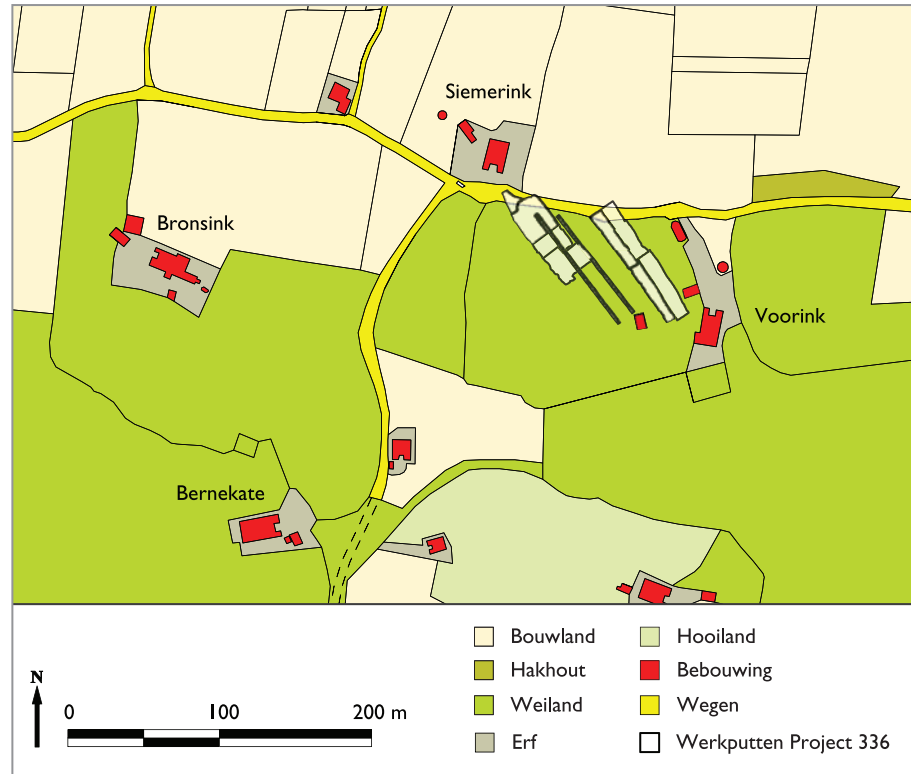 Siemerink
Bronsink
Voorink
Bernekate
Bouwland
Hooiland
Hakhout
Bebouwing
Weiland
Wegen
Erf
Werkputten Project 336
N
0 100 200 m